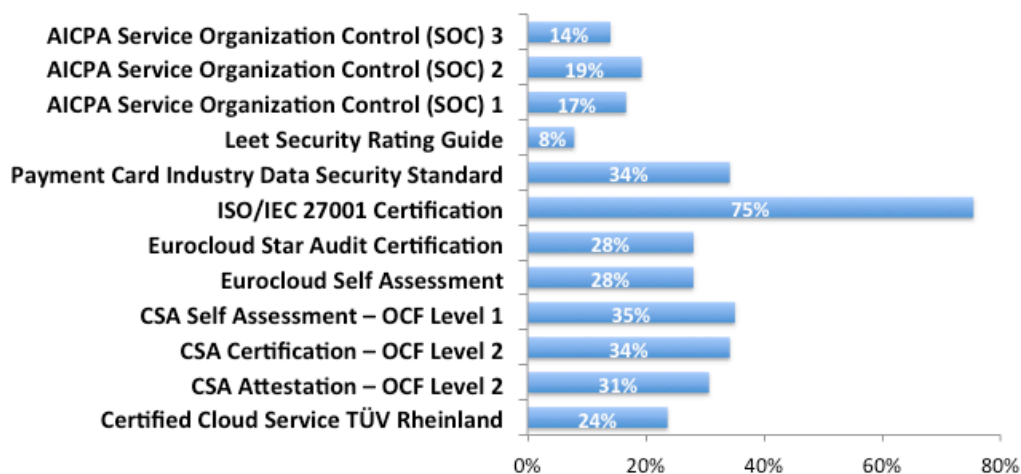 AICPA Service Organization Control (SOC) 3 14%
AICPA Service Organization Control (SOC) 2 19%
AICPA Service Organization Control (SOC) 1 17%
Leet Security Rating Guide 8%
Payment Card Industry Data Security Standard 34%
ISO/IEC 27001 Certification 75%
Eurocloud Star Audit Certification 28%
Eurocloud Self Assessment 28%
CSA Self Assessment – OCF Level 1 35%
CSA Certification – OCF Level 2 34%
CSA Attestation – OCF Level 2 31%
Certified Cloud Service TÜV Rheinland 24%
0% 20% 40% 60% 80%